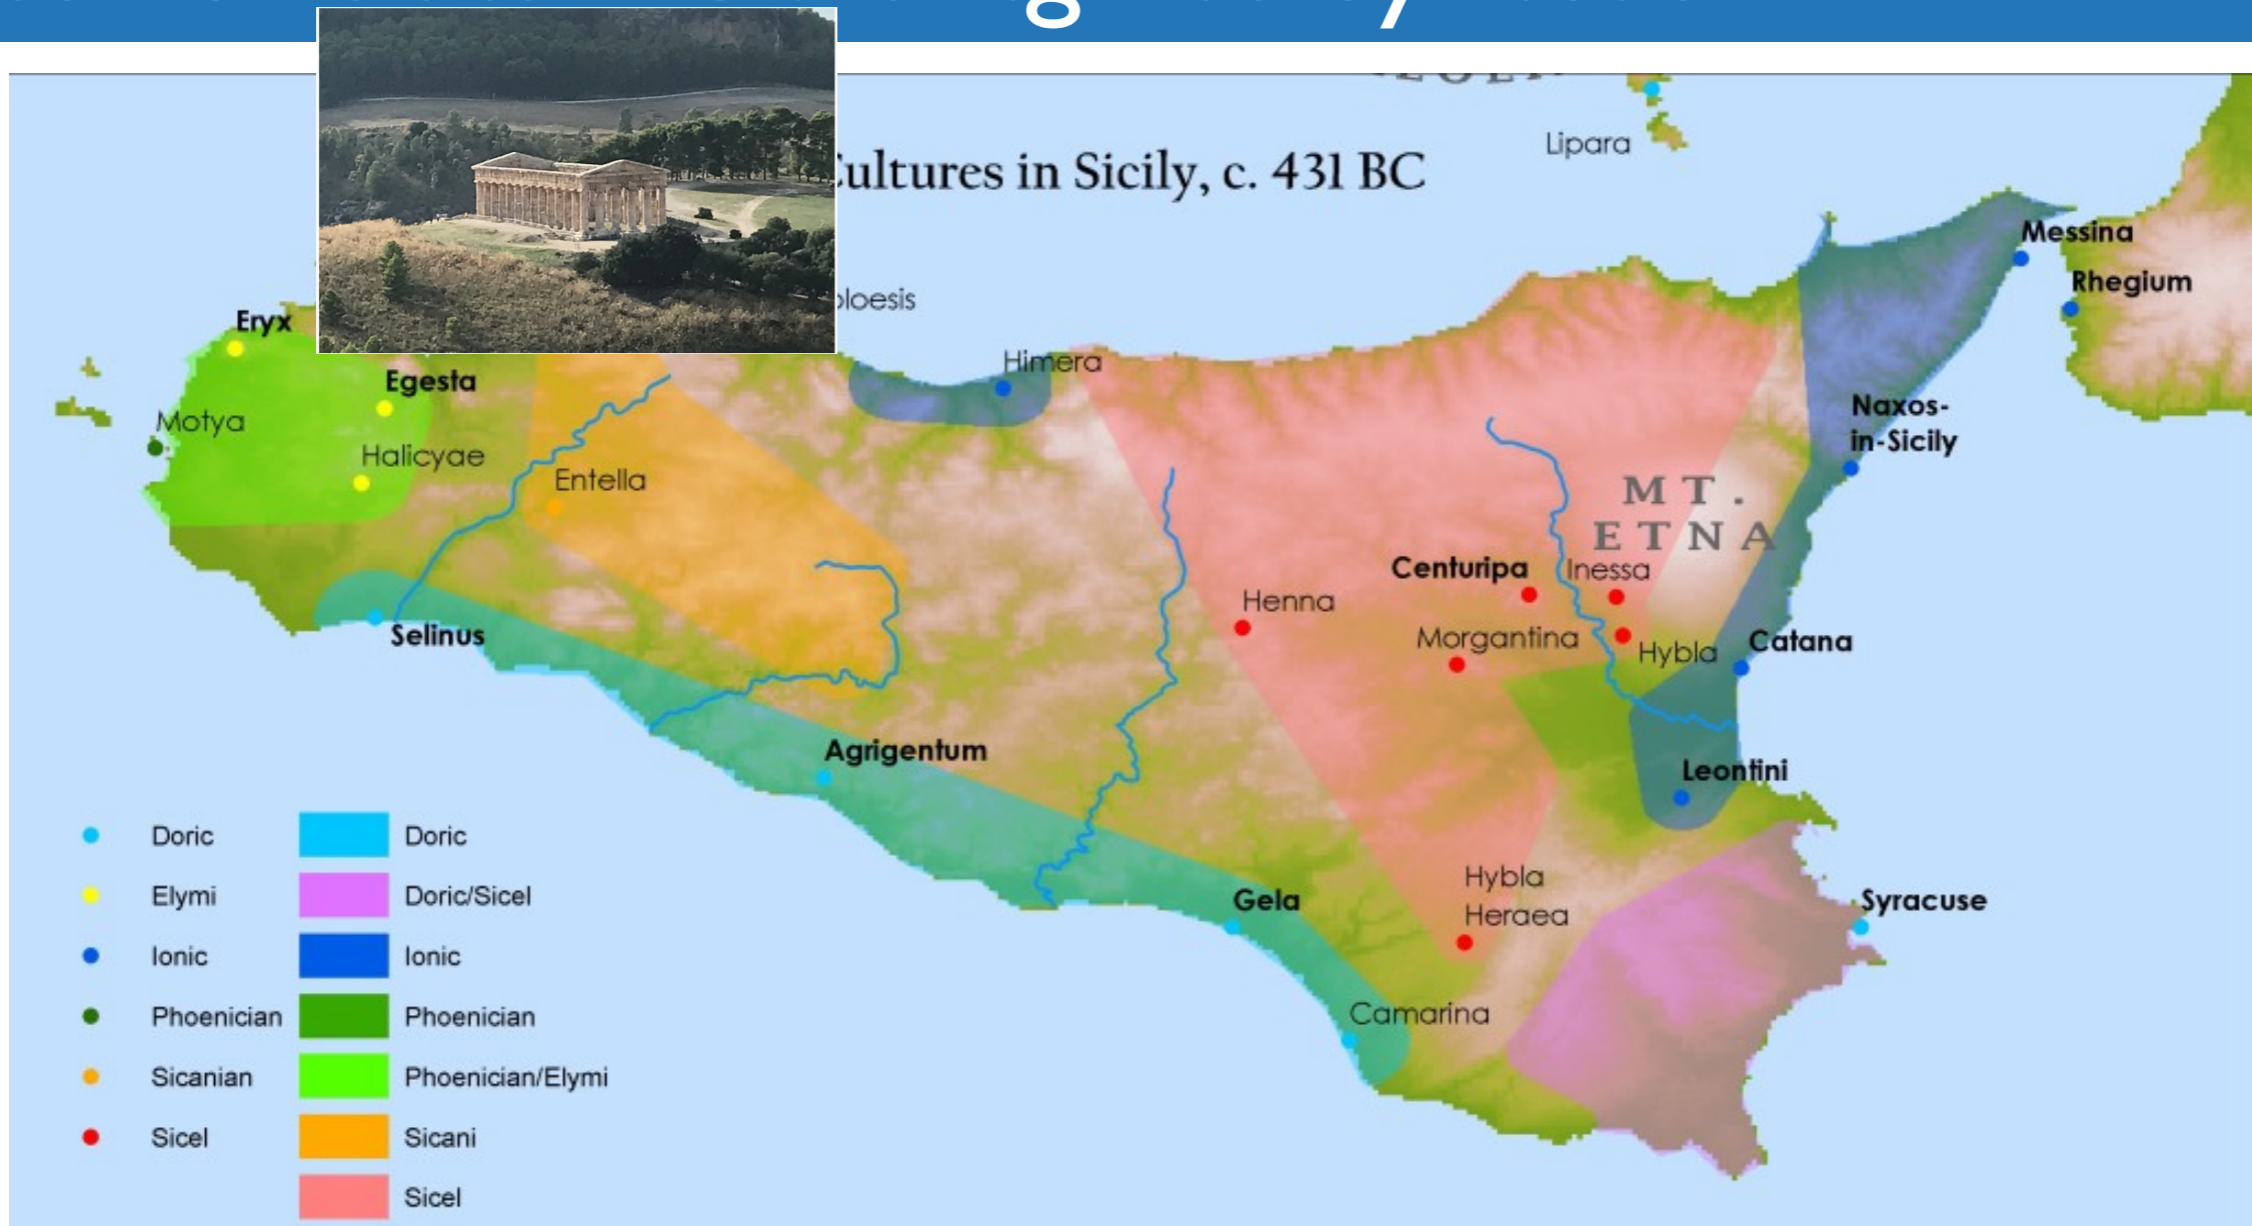 Cultures in Sicily, c. 431 BC
Lipara
Messina
Rhegium
Eryx
Himera
Egesta
Motya
Halicyae
Naxos-
in-Sicily
Entella
MT.
ETNA
Centuripa
Inessa
Henna
Morgantina
Hybla
Catana
Selinus
Agrigentum
Leontini
Hybla
Heraea
Gela
Syracuse
Camarina
Doric Doric
Elymi Doric/Sicel
Ionic Ionic
Phoenician Phoenician
Sicanian Phoenician/Elymi
Sicel Sicani
Sicel